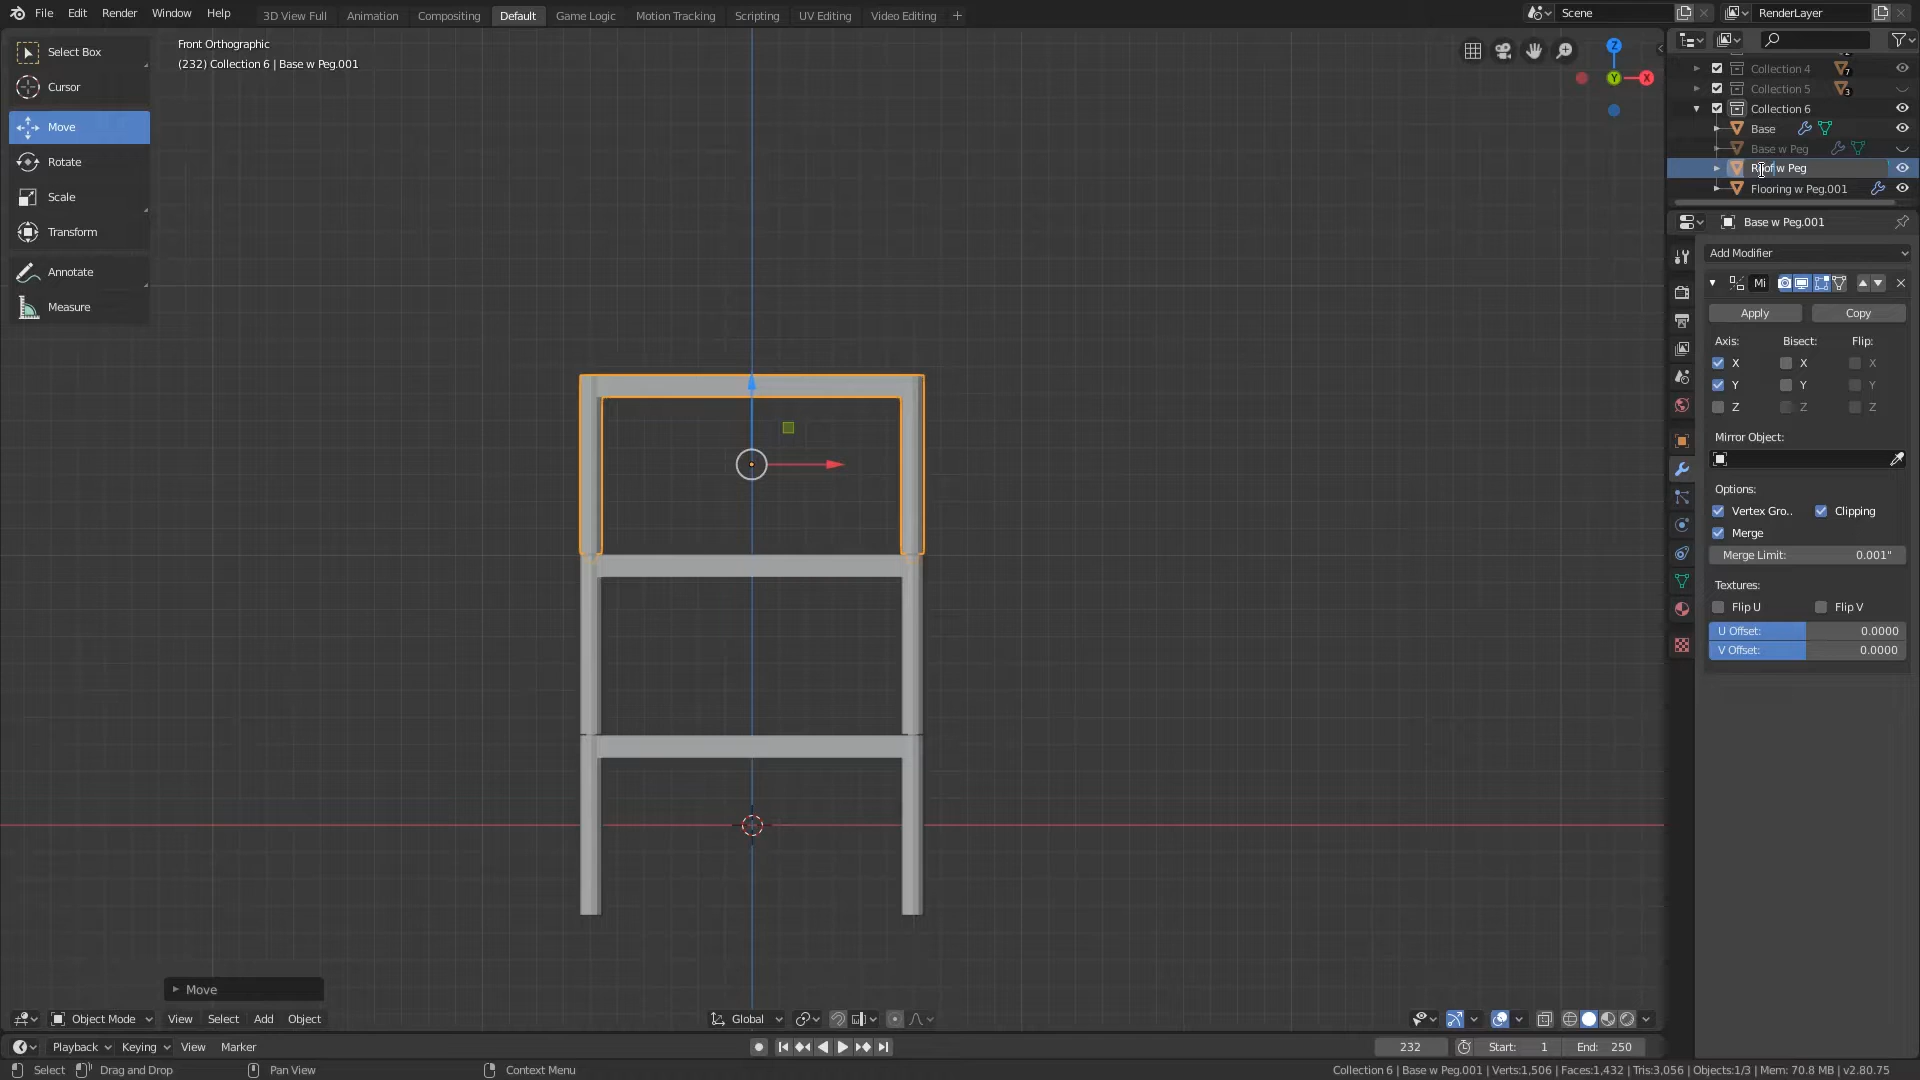 File Edit Render Window Help
3D View Full Animation Compositing Default Game Logic Motion Tracking Scripting UV Editing Video Editing +
Scene
RenderLayer
Select Box
Cursor
Move
Rotate
Scale
Transform
Annotate
Measure
Front Orthographic
(232) Collection 6 | Base w Peg.001
Z
Y
X
Collection 4 7
Collection 5 3
Collection 6
Base
Base w Peg
Roof w Peg
Flooring w Peg.001
Base w Peg.001
Add Modifier
Mi
Apply Copy
Axis: Bisect: Flip:
X X X
Y Y Y
Z Z Z
Mirror Object:
Options:
Vertex Gro.. Clipping
Merge
Merge Limit: 0.001"
Textures:
Flip U Flip V
U Offset: 0.0000
V Offset: 0.0000
Move
Object Mode View Select Add Object
Global
Playback Keying View Marker
232 Start: 1 End: 250
Select Drag and Drop Pan View Context Menu
Collection 6 | Base w Peg.001 | Verts:1,506 | Faces:1,432 | Tris:3,056 | Objects:1/3 | Mem: 70.8 MB | v2.80.75